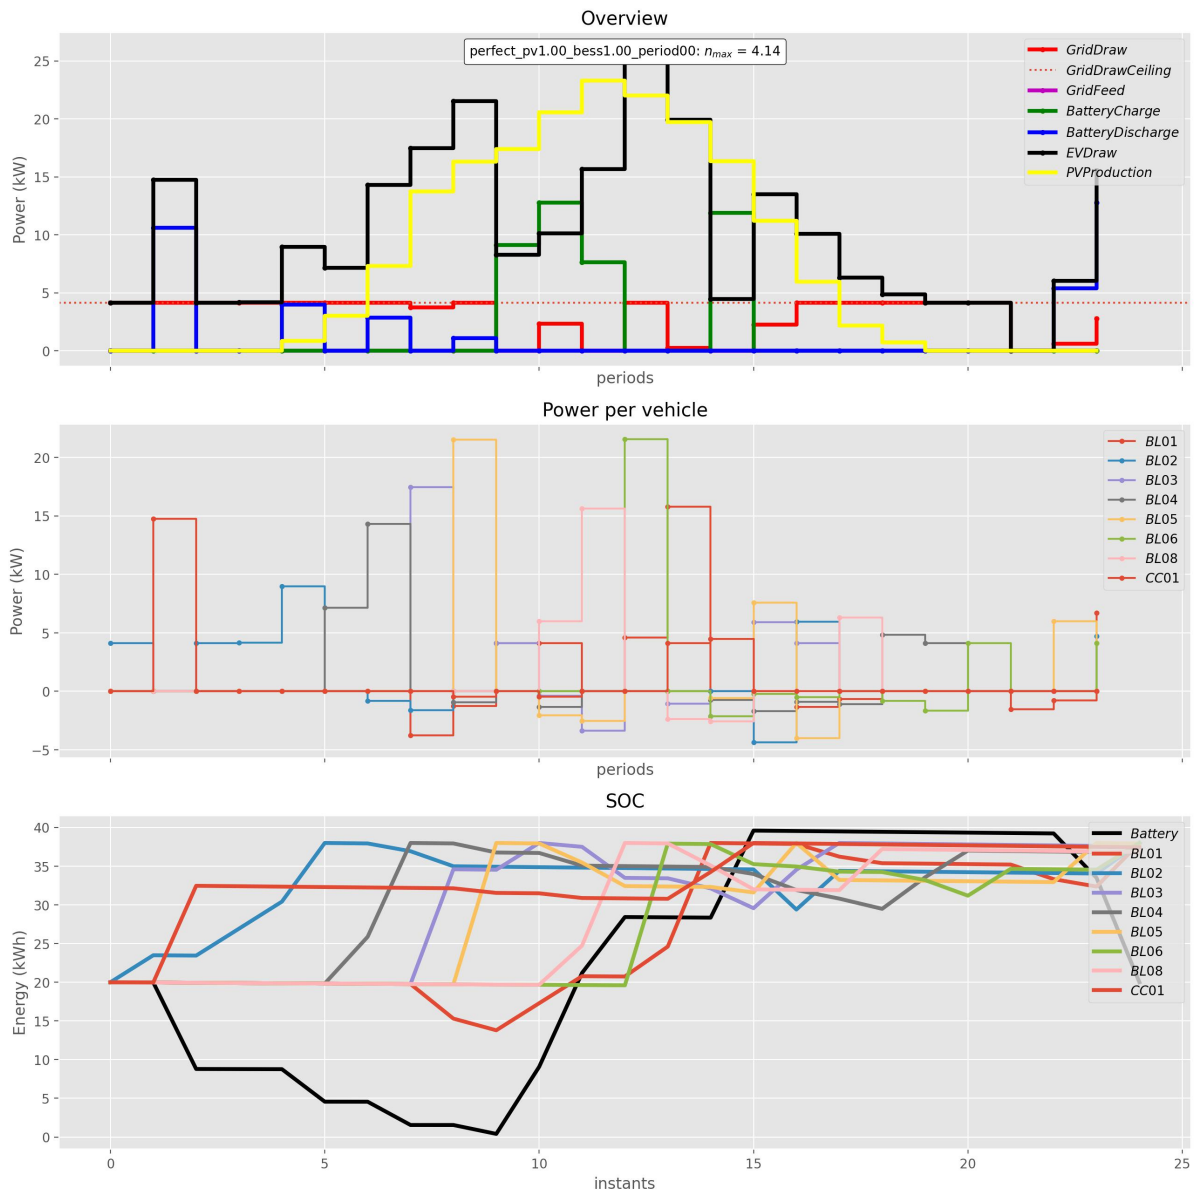 Overview
perfect_pv1.00_bess1.00_period00: n_max = 4.14
GridDraw
GridDrawCeiling
GridFeed
BatteryCharge
BatteryDischarge
EVDraw
PVProduction
Power (kW)
25
20
15
10
5
0
periods
Power per vehicle
BL01
BL02
BL03
BL04
BL05
BL06
BL08
CC01
Power (kW)
20
15
10
5
0
−5
periods
SOC
Battery
BL01
BL02
BL03
BL04
BL05
BL06
BL08
CC01
Energy (kWh)
40
35
30
25
20
15
10
5
0
0 5 10 15 20 25
instants